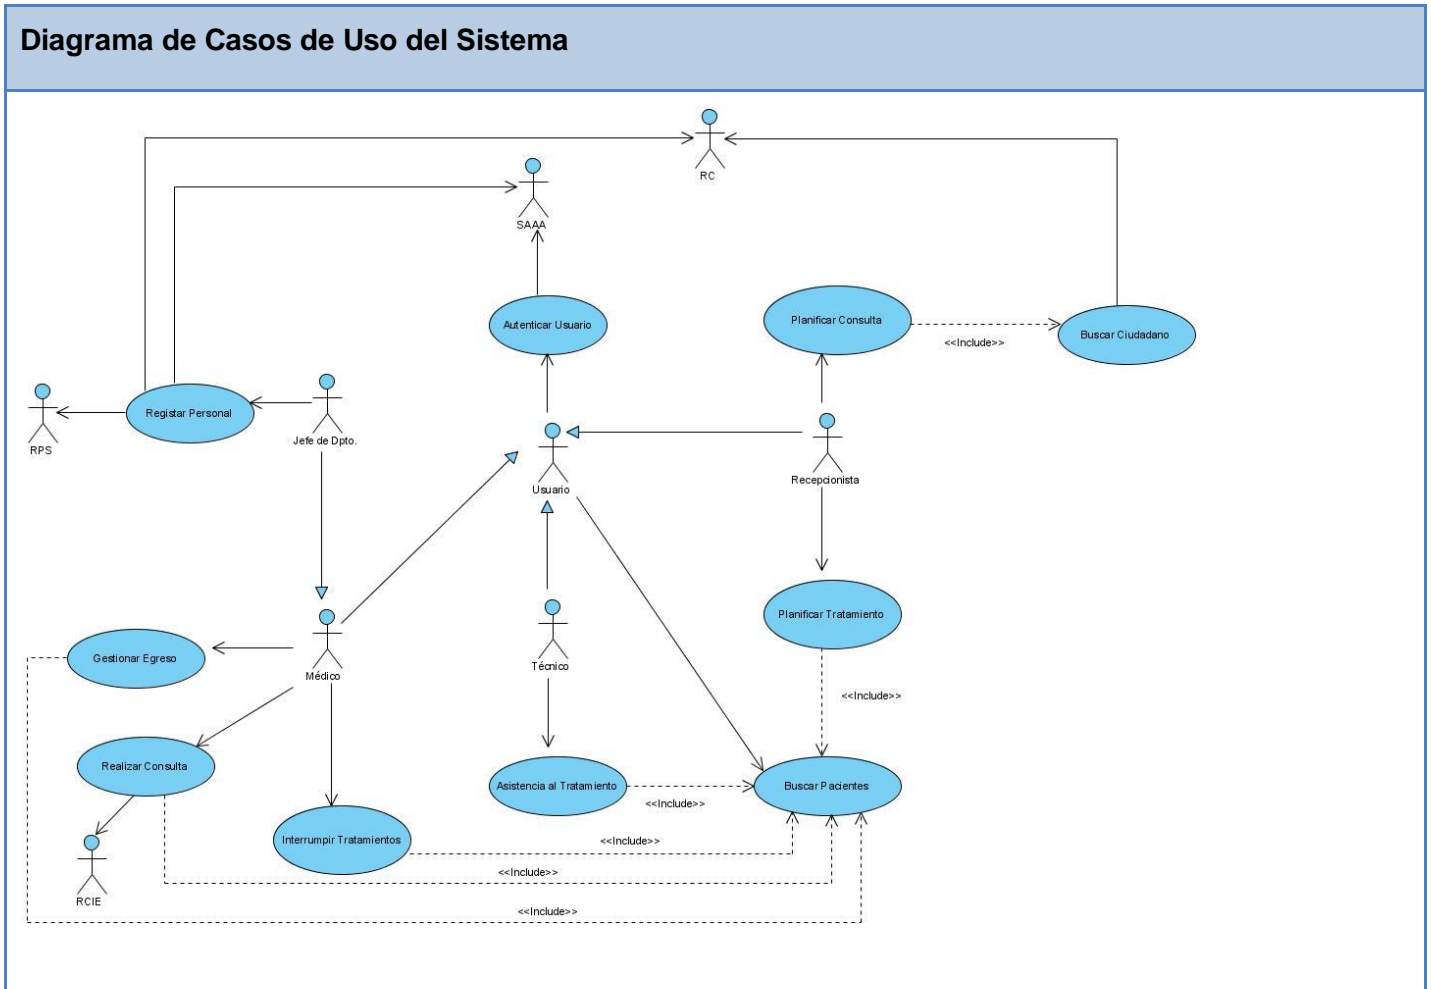 Diagrama de Casos de Uso del Sistema
RC
SAAA
Autenticar Usuario
Planificar Consulta
<<Include>>
Buscar Ciudadano
RPS
Registar Personal
Jefe de Dpto.
Usuario
Recepcionista
Gestionar Egreso
Médico
Técnico
Planificar Tratamiento
<<Include>>
Realizar Consulta
Asistencia al Tratamiento
<<Include>>
Buscar Pacientes
RCIE
Interrumpir Tratamientos
<<Include>>
<<Include>>
<<Include>>